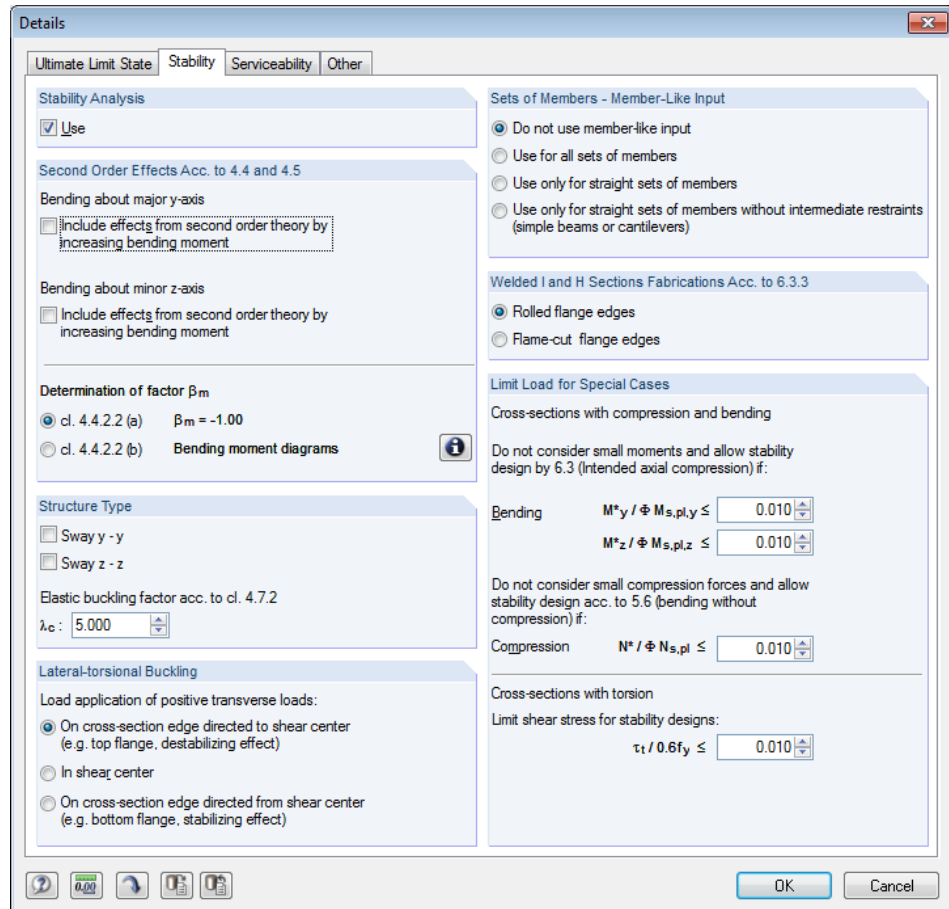 Details
Ultimate Limit State
Stability
Serviceability
Other
Stability Analysis
Use
Second Order Effects Acc. to 4.4 and 4.5
Bending about major y-axis
Include effects from second order theory by
increasing bending moment
Bending about minor z-axis
Include effects from second order theory by
increasing bending moment
Determination of factor βm
cl. 4.4.2.2 (a) βm = -1.00
cl. 4.4.2.2 (b) Bending moment diagrams
Structure Type
Sway y - y
Sway z - z
Elastic buckling factor acc. to cl. 4.7.2
λc : 5.000
Lateral-torsional Buckling
Load application of positive transverse loads:
On cross-section edge directed to shear center
(e.g. top flange, destabilizing effect)
In shear center
On cross-section edge directed from shear center
(e.g. bottom flange, stabilizing effect)
Sets of Members - Member-Like Input
Do not use member-like input
Use for all sets of members
Use only for straight sets of members
Use only for straight sets of members without intermediate restraints
(simple beams or cantilevers)
Welded I and H Sections Fabrications Acc. to 6.3.3
Rolled flange edges
Flame-cut flange edges
Limit Load for Special Cases
Cross-sections with compression and bending
Do not consider small moments and allow stability
design by 6.3 (Intended axial compression) if:
Bending M*y / Φ Ms,pl,y ≤ 0.010
M*z / Φ Ms,pl,z ≤ 0.010
Do not consider small compression forces and allow
stability design acc. to 5.6 (bending without
compression) if:
Compression N* / Φ Ns,pl ≤ 0.010
Cross-sections with torsion
Limit shear stress for stability designs:
τt / 0.6fy ≤ 0.010
0.00
OK
Cancel